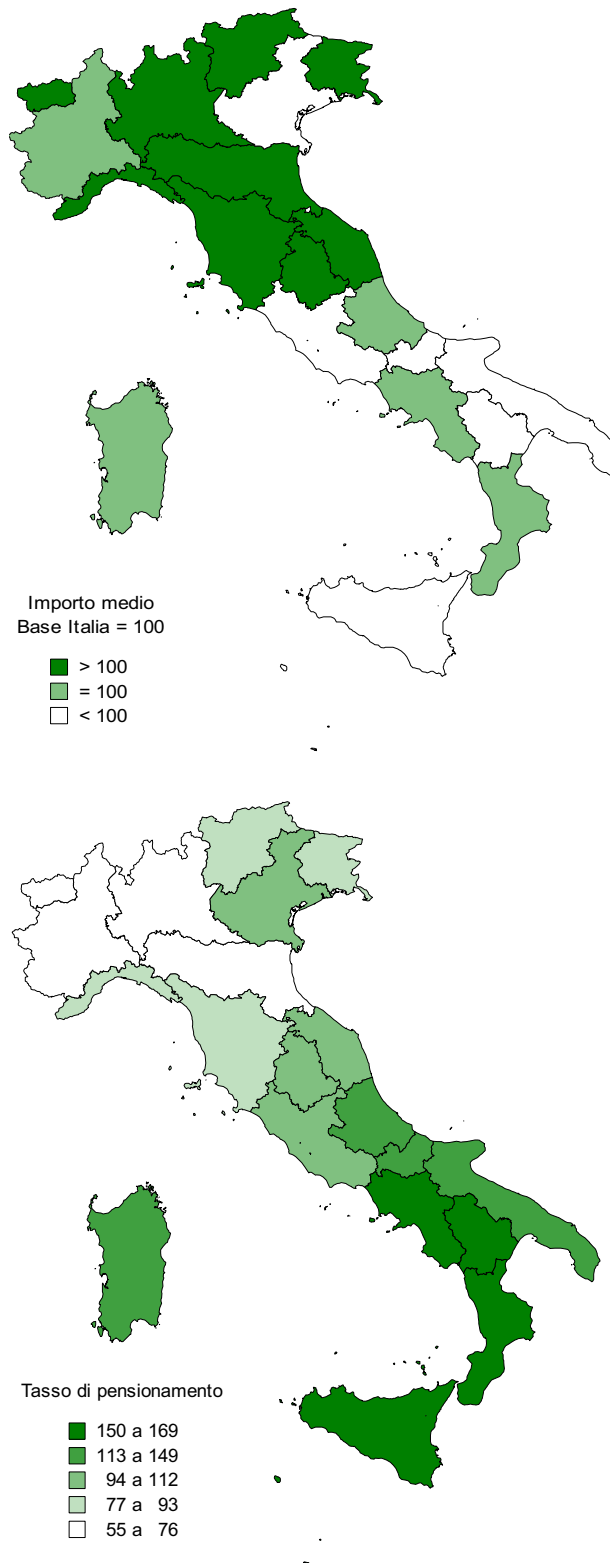 Importo medio
Base Italia = 100
> 100
= 100
< 100
Tasso di pensionamento
150 a 169
113 a 149
94 a 112
77 a 93
55 a 76